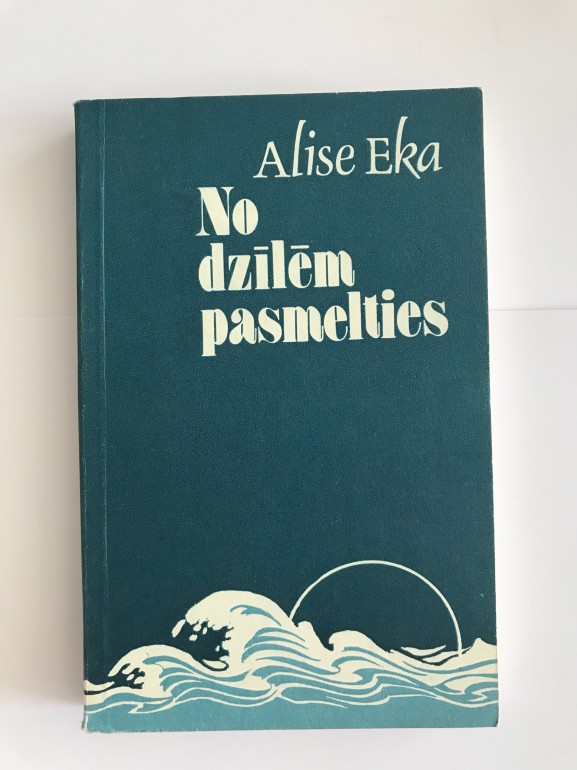 Alise Eka
No
dzīlēm
pasmelties